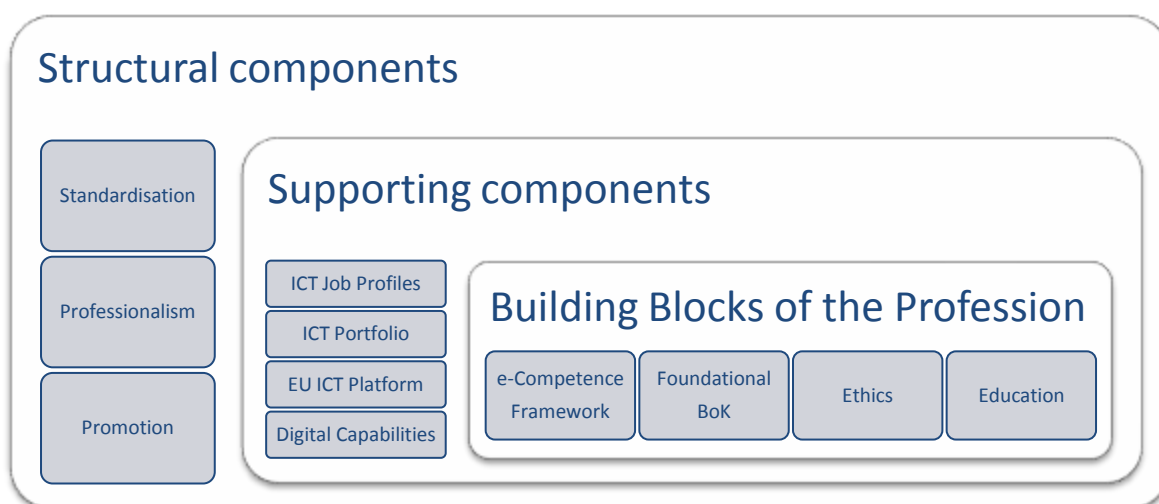 Structural components
Standardisation
Professionalism
Promotion
Supporting components
ICT Job Profiles
ICT Portfolio
EU ICT Platform
Digital Capabilities
Building Blocks of the Profession
e-Competence
Framework
Foundational
BoK
Ethics
Education